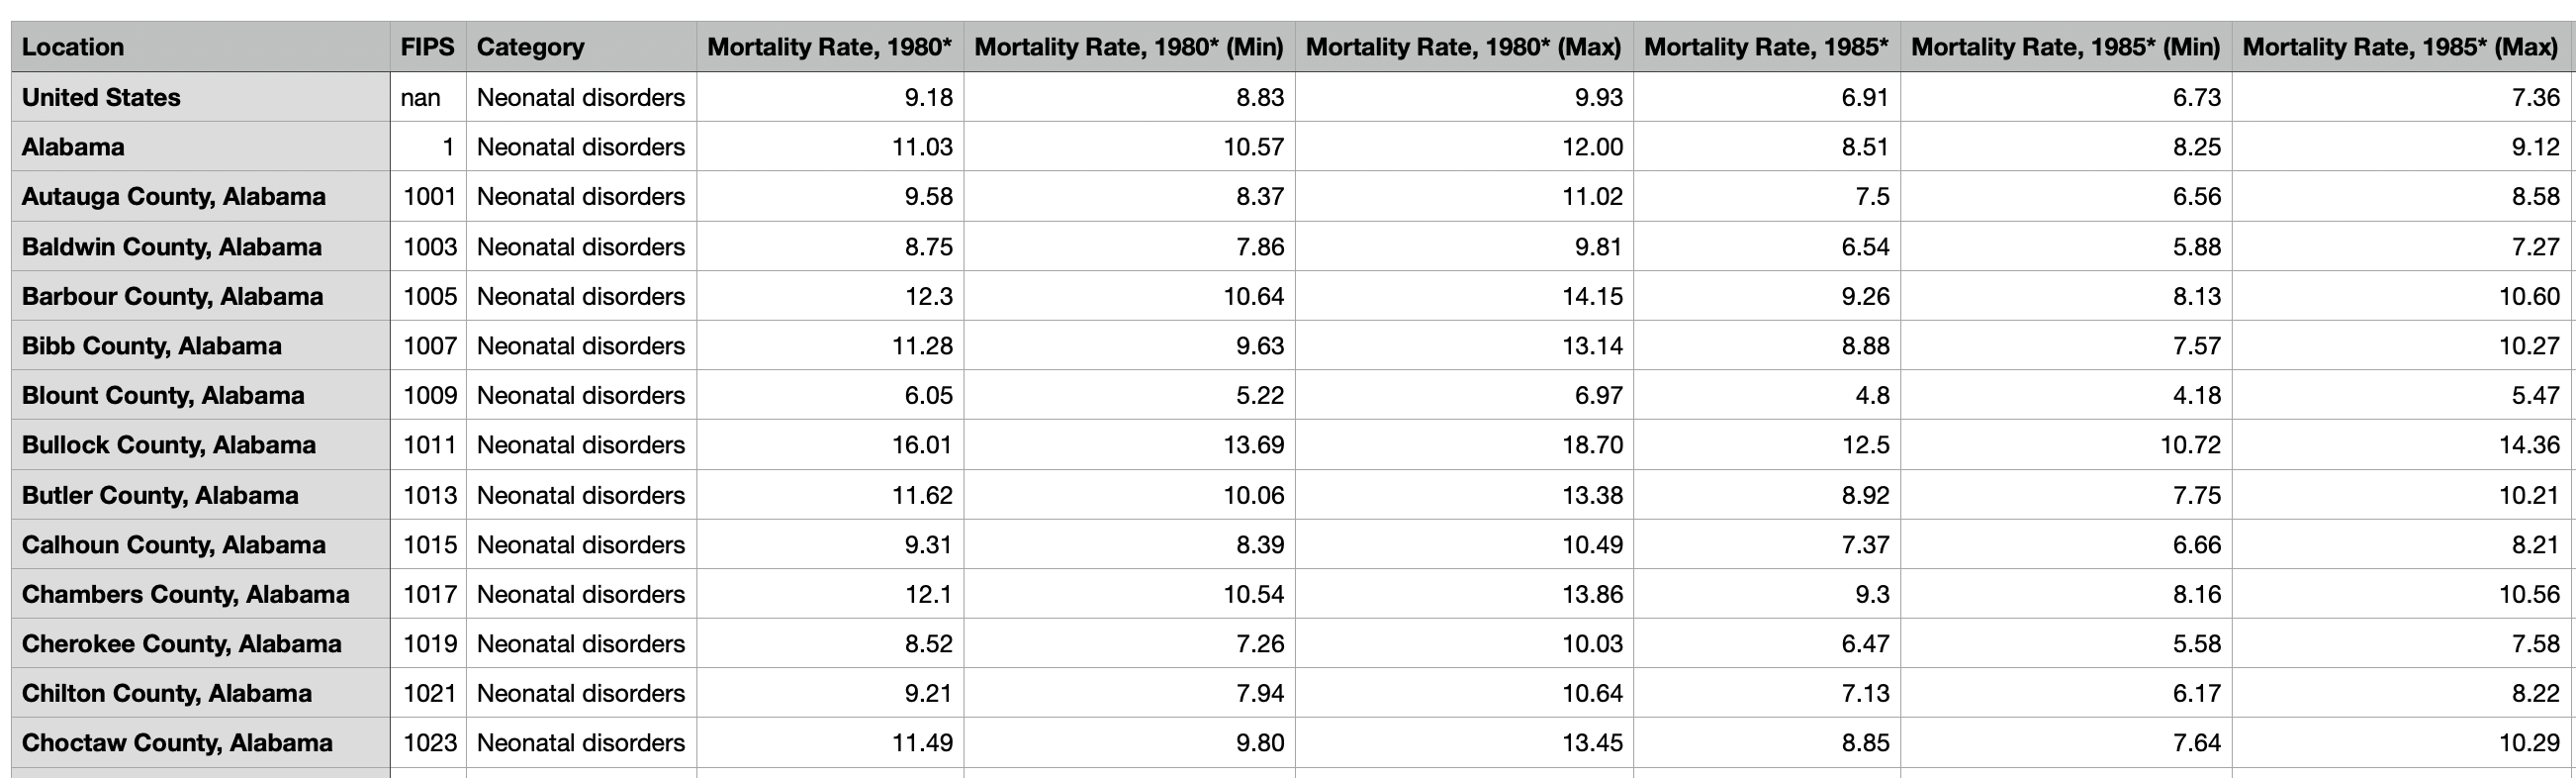 Location FIPS Category Mortality Rate, 1980* Mortality Rate, 1980* (Min) Mortality Rate, 1980* (Max) Mortality Rate, 1985* Mortality Rate, 1985* (Min) Mortality Rate, 1985* (Max)
United States nan Neonatal disorders 9.18 8.83 9.93 6.91 6.73 7.36
Alabama 1 Neonatal disorders 11.03 10.57 12.00 8.51 8.25 9.12
Autauga County, Alabama 1001 Neonatal disorders 9.58 8.37 11.02 7.5 6.56 8.58
Baldwin County, Alabama 1003 Neonatal disorders 8.75 7.86 9.81 6.54 5.88 7.27
Barbour County, Alabama 1005 Neonatal disorders 12.3 10.64 14.15 9.26 8.13 10.60
Bibb County, Alabama 1007 Neonatal disorders 11.28 9.63 13.14 8.88 7.57 10.27
Blount County, Alabama 1009 Neonatal disorders 6.05 5.22 6.97 4.8 4.18 5.47
Bullock County, Alabama 1011 Neonatal disorders 16.01 13.69 18.70 12.5 10.72 14.36
Butler County, Alabama 1013 Neonatal disorders 11.62 10.06 13.38 8.92 7.75 10.21
Calhoun County, Alabama 1015 Neonatal disorders 9.31 8.39 10.49 7.37 6.66 8.21
Chambers County, Alabama 1017 Neonatal disorders 12.1 10.54 13.86 9.3 8.16 10.56
Cherokee County, Alabama 1019 Neonatal disorders 8.52 7.26 10.03 6.47 5.58 7.58
Chilton County, Alabama 1021 Neonatal disorders 9.21 7.94 10.64 7.13 6.17 8.22
Choctaw County, Alabama 1023 Neonatal disorders 11.49 9.80 13.45 8.85 7.64 10.29